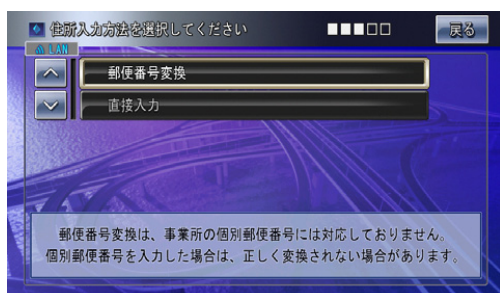 住所入力方法を選択してください
戻る
LAN
郵便番号変換
直接入力
郵便番号変換は、事業所の個別郵便番号には対応しておりません。
個別郵便番号を入力した場合は、正しく変換されない場合があります。